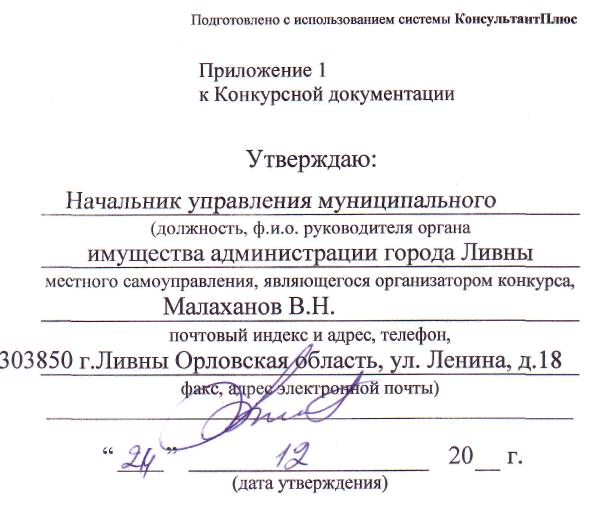 Подготовлено с использованием системы КонсультантПлюс
Приложение 1
к Конкурсной документации
Утверждаю:
Начальник управления муниципального
(должность, ф.и.о. руководителя органа
имущества администрации города Ливны
местного самоуправления, являющегося организатором конкурса,
Малаханов В.Н.
почтовый индекс и адрес, телефон,
303850 г.Ливны Орловская область, ул. Ленина, д.18
факс, адрес электронной почты)
“ 24 ” 12 20__ г.
(дата утверждения)